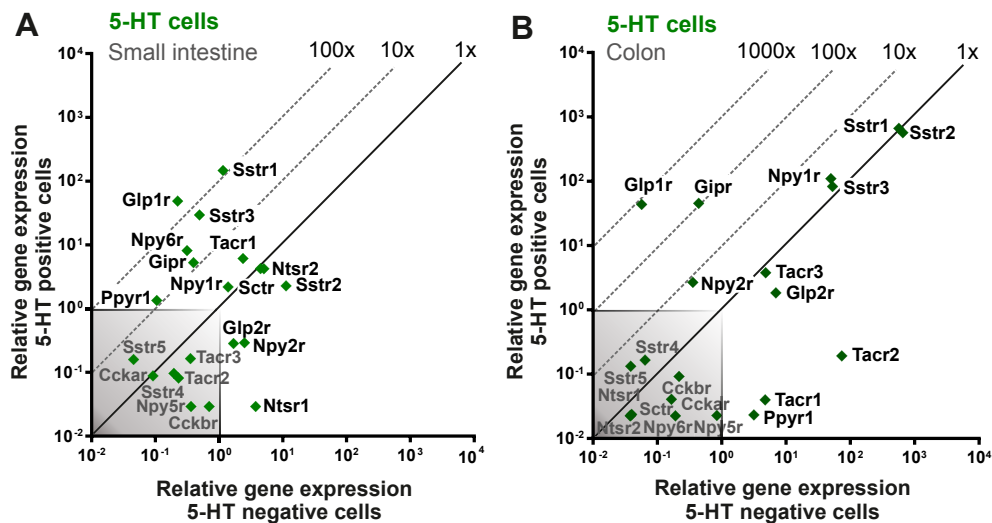 A
5-HT cells
Small intestine
100x
10x
1x
10⁴
10³
10²
10¹
10⁰
10⁻¹
10⁻²
Relative gene expression
5-HT positive cells
Sstr1
Glp1r
Sstr3
Npy6r
Tacr1
Gipr
Ntsr2
Npy1r
Sctr
Sstr2
Ppyr1
Glp2r
Npy2r
Sstr5
Tacr3
Cckar
Tacr2
Sstr4
Npy5r
Ntsr1
Cckbr
10⁻²
10⁻¹
10⁰
10¹
10²
10³
10⁴
Relative gene expression
5-HT negative cells
B
5-HT cells
Colon
1000x
100x
10x
1x
10⁴
10³
10²
10¹
10⁰
10⁻¹
10⁻²
Relative gene expression
5-HT positive cells
Sstr1
Sstr2
Glp1r
Gipr
Npy1r
Sstr3
Tacr3
Npy2r
Glp2r
Sstr4
Tacr2
Sstr5
Cckbr
Ntsr1
Sctr
Cckar
Tacr1
Ppyr1
Ntsr2
Npy6r
Npy5r
10⁻²
10⁻¹
10⁰
10¹
10²
10³
10⁴
Relative gene expression
5-HT negative cells